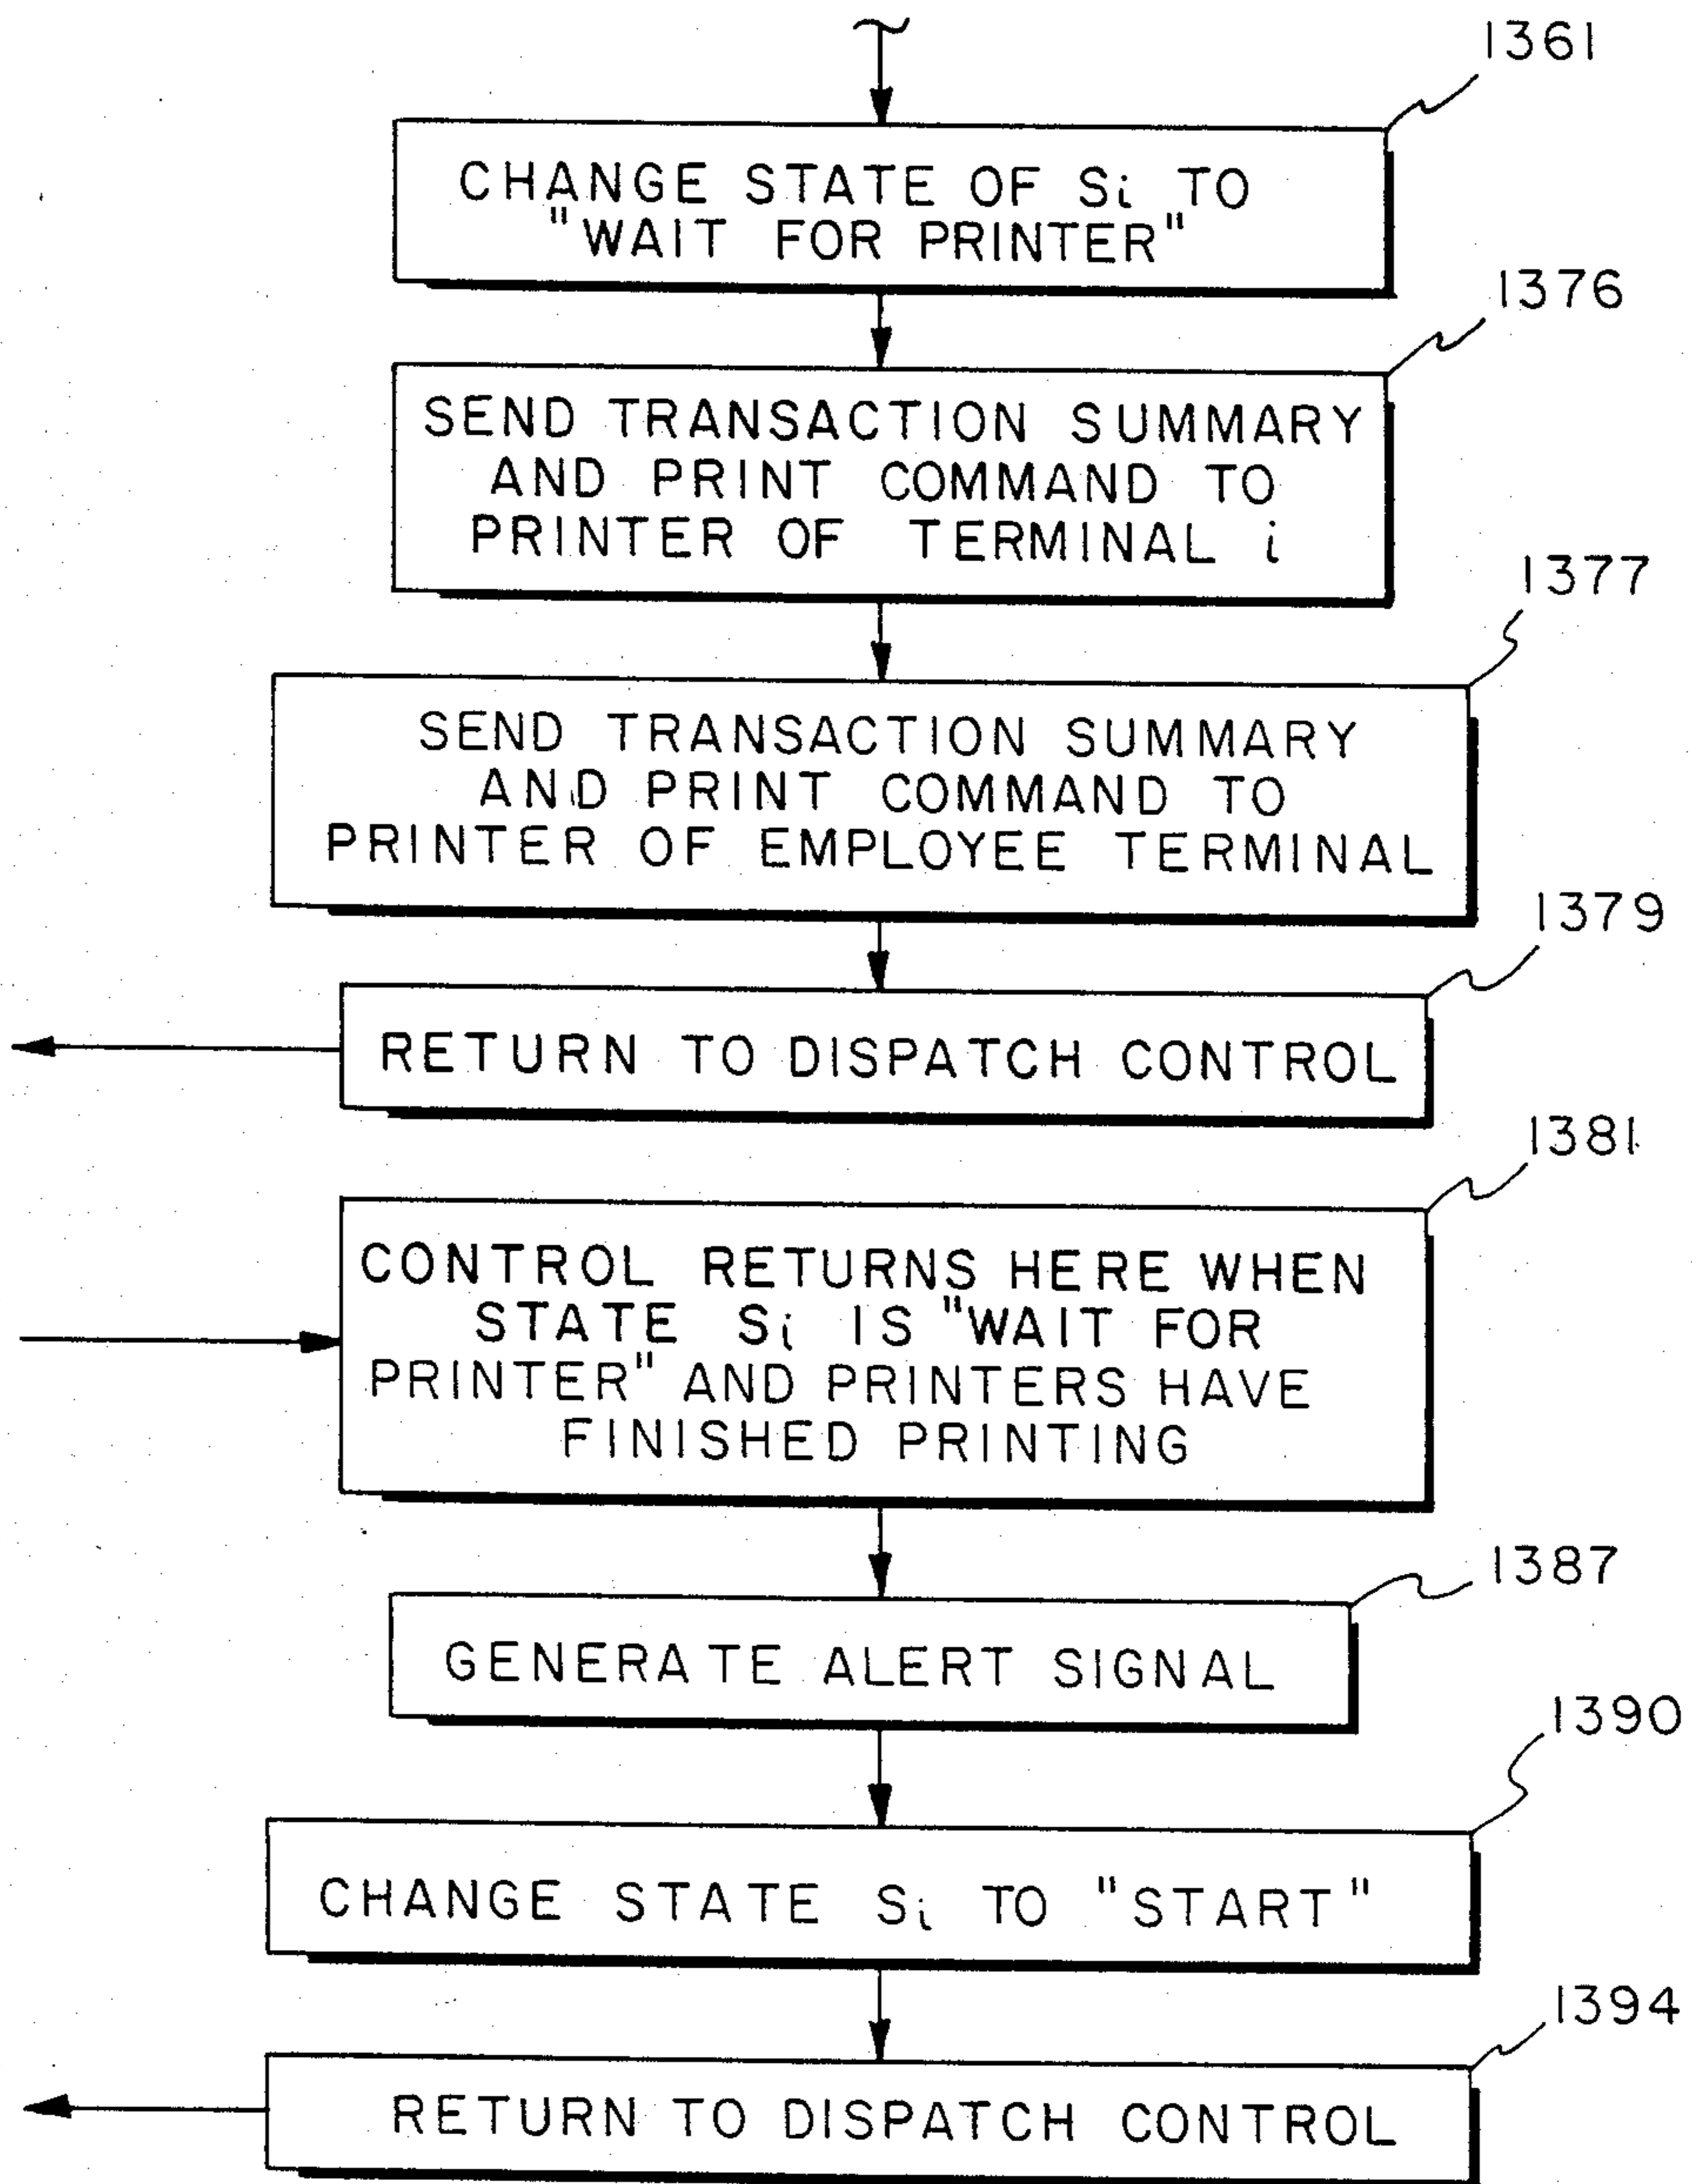 1361
CHANGE STATE OF Si TO
"WAIT FOR PRINTER"
1376
SEND TRANSACTION SUMMARY
AND PRINT COMMAND TO
PRINTER OF TERMINAL i
1377
SEND TRANSACTION SUMMARY
AND PRINT COMMAND TO
PRINTER OF EMPLOYEE TERMINAL
1379
RETURN TO DISPATCH CONTROL
1381
CONTROL RETURNS HERE WHEN
STATE Si IS "WAIT FOR
PRINTER" AND PRINTERS HAVE
FINISHED PRINTING
1387
GENERATE ALERT SIGNAL
1390
CHANGE STATE Si TO "START"
1394
RETURN TO DISPATCH CONTROL